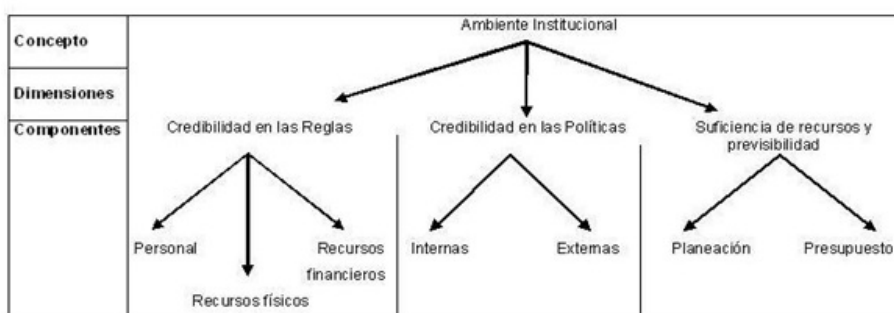 Concepto
Ambiente Institucional
Dimensiones
Componentes
Credibilidad en las Reglas
Credibilidad en las Políticas
Suficiencia de recursos y
previsibilidad
Personal
Recursos
financieros
Recursos físicos
Internas
Externas
Planeación
Presupuesto